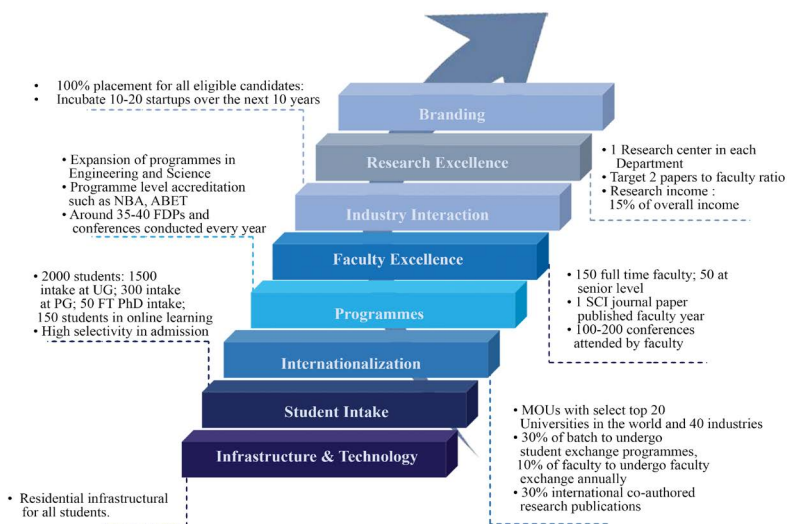 • 100% placement for all eligible candidates:
• Incubate 10-20 startups over the next 10 years
Branding
• Expansion of programmes in
Engineering and Science
• Programme level accreditation
such as NBA, ABET
• Around 35-40 FDPs and
conferences conducted every year
Research Excellence
• 1 Research center in each
Department
• Target 2 papers to faculty ratio
• Research income :
15% of overall income
Industry Interaction
Faculty Excellence
• 2000 students: 1500
intake at UG; 300 intake
at PG; 50 FT PhD intake;
150 students in online learning
• High selectivity in admission
Programmes
• 150 full time faculty; 50 at
senior level
• 1 SCI journal paper
published faculty year
• 100-200 conferences
attended by faculty
Internationalization
Student Intake
Infrastructure & Technology
• MOUs with select top 20
Universities in the world and 40 industries
• 30% of batch to undergo
student exchange programmes,
10% of faculty to undergo faculty
exchange annually
• 30% international co-authored
research publications
• Residential infrastructural
for all students.